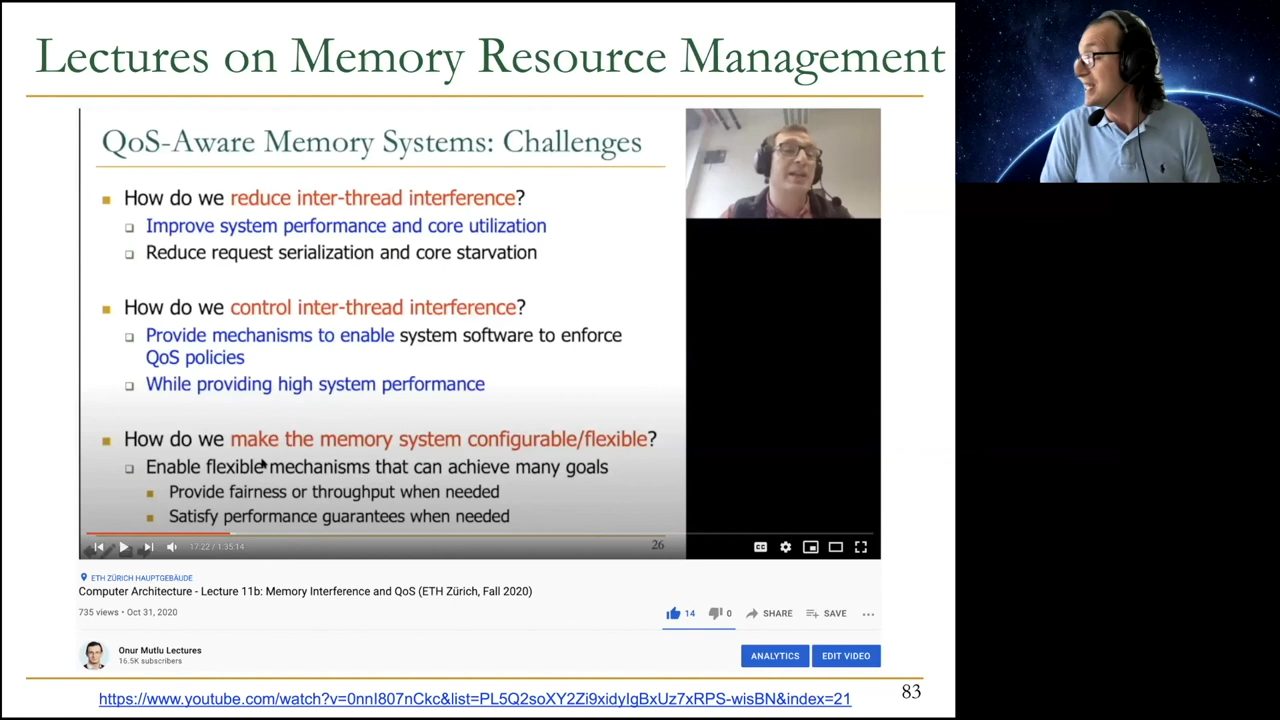 Lectures on Memory Resource Management
QoS-Aware Memory Systems: Challenges
How do we reduce inter-thread interference?
Improve system performance and core utilization
Reduce request serialization and core starvation
How do we control inter-thread interference?
Provide mechanisms to enable system software to enforce
QoS policies
While providing high system performance
How do we make the memory system configurable/flexible?
Enable flexible mechanisms that can achieve many goals
Provide fairness or throughput when needed
Satisfy performance guarantees when needed
26
17:22 / 1:35:14
CC
ETH ZÜRICH HAUPTGEBÄUDE
Computer Architecture - Lecture 11b: Memory Interference and QoS (ETH Zürich, Fall 2020)
735 views • Oct 31, 2020
14
0
SHARE
SAVE
Onur Mutlu Lectures
16.5K subscribers
ANALYTICS
EDIT VIDEO
https://www.youtube.com/watch?v=0nnI807nCkc&list=PL5Q2soXY2Zi9xidyIgBxUz7xRPS-wisBN&index=21
83